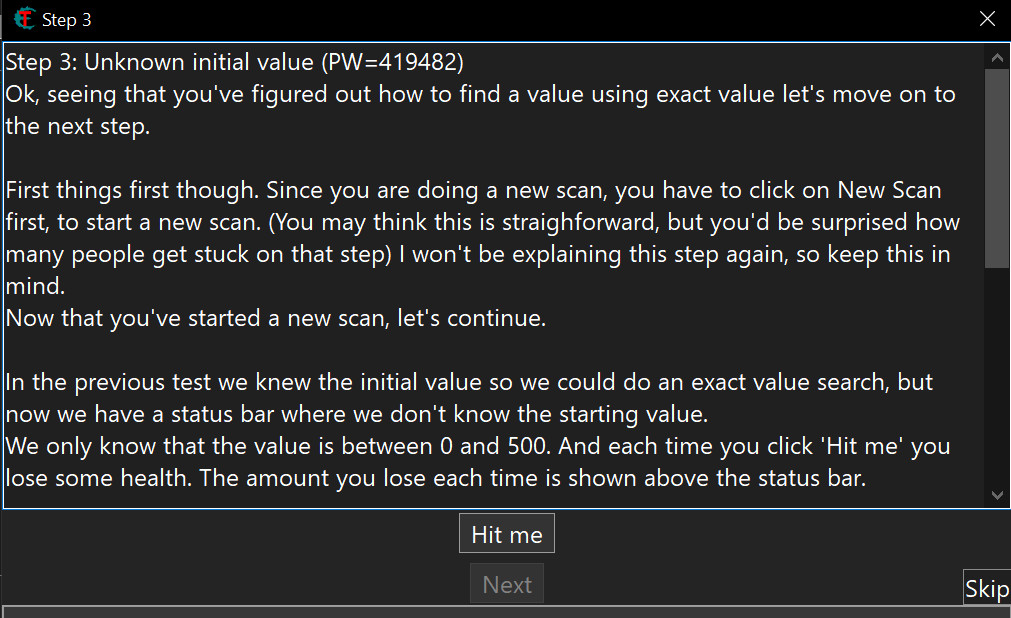 Step 3
Step 3: Unknown initial value (PW=419482)
Ok, seeing that you've figured out how to find a value using exact value let's move on to
the next step.
First things first though. Since you are doing a new scan, you have to click on New Scan
first, to start a new scan. (You may think this is straighforward, but you'd be surprised how
many people get stuck on that step) I won't be explaining this step again, so keep this in
mind.
Now that you've started a new scan, let's continue.
In the previous test we knew the initial value so we could do an exact value search, but
now we have a status bar where we don't know the starting value.
We only know that the value is between 0 and 500. And each time you click 'Hit me' you
lose some health. The amount you lose each time is shown above the status bar.
Hit me
Next
Skip